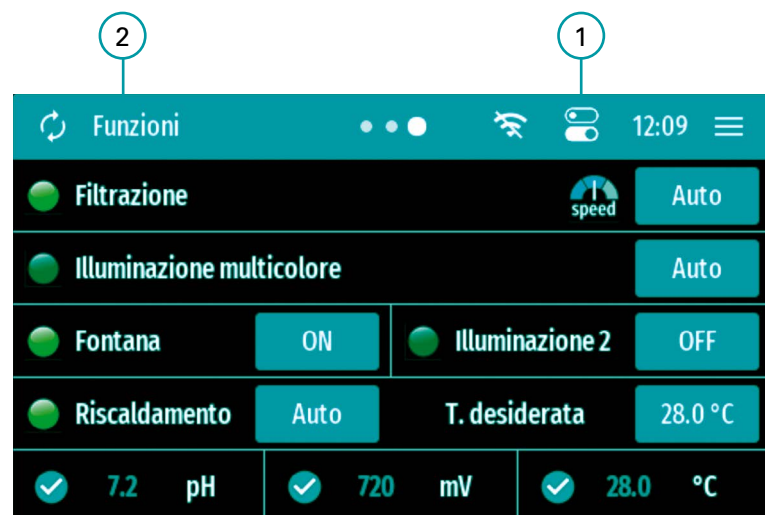 2 1
Funzioni 12:09
Filtrazione speed Auto
Illuminazione multicolore Auto
Fontana ON Illuminazione 2 OFF
Riscaldamento Auto T. desiderata 28.0 °C
7.2 pH 720 mV 28.0 °C